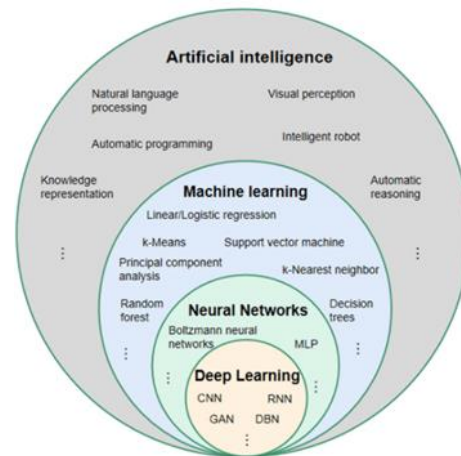 Artificial intelligence
Natural language
processing
Visual perception
Automatic programming
Intelligent robot
Knowledge
representation
Automatic
reasoning
⋮
⋮
Machine learning
Linear/Logistic regression
k-Means
Support vector machine
Principal component
analysis
k-Nearest neighbor
Random
forest
Decision
trees
⋮
⋮
Neural Networks
Boltzmann neural
networks
MLP
⋮
⋮
Deep Learning
CNN
RNN
GAN
DBN
⋮